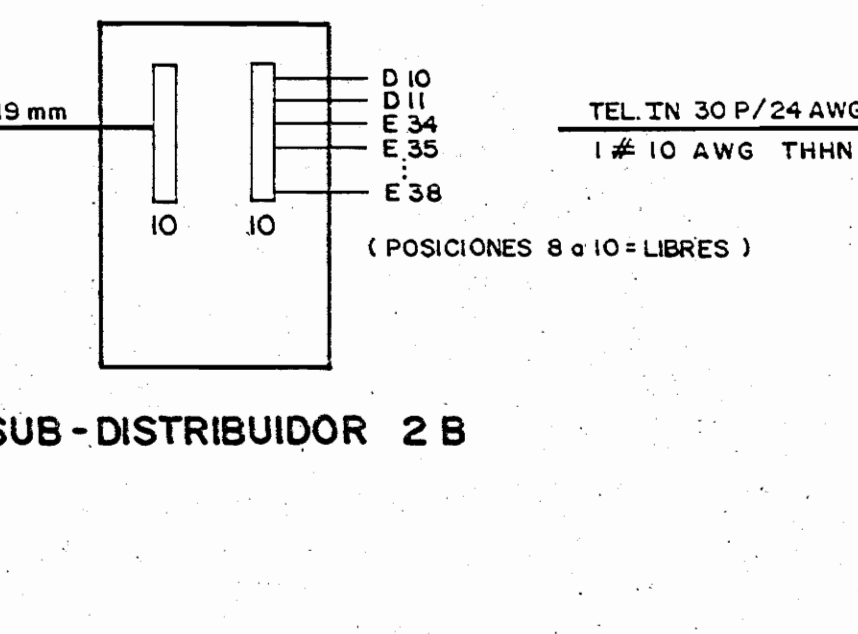 19 mm
D 10
D 11
E 34
E 35
E 38
10
10
( POSICIONES 8 a 10 = LIBRES )
TEL. TN 30 P/24 AWG
1 # 10 AWG THHN
SUB - DISTRIBUIDOR 2 B